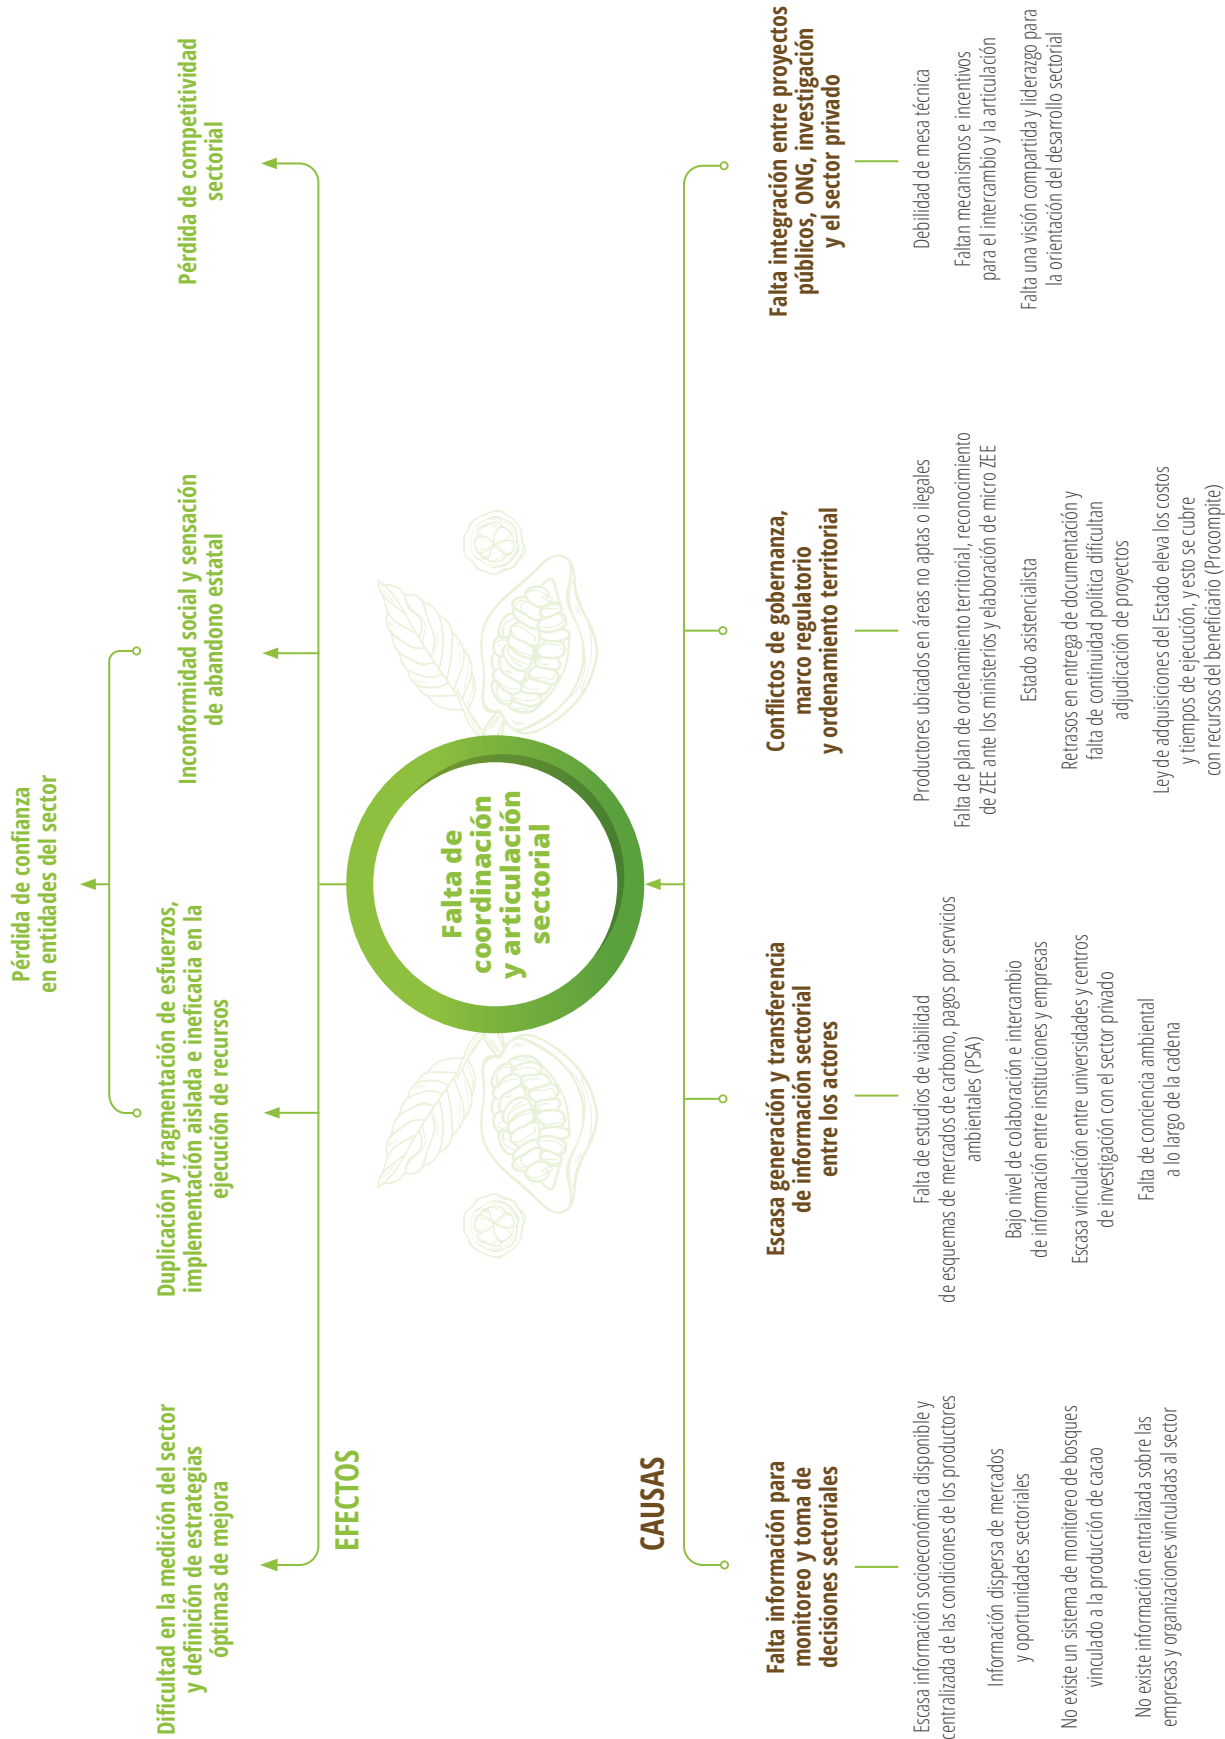 Pérdida de confianza
en entidades del sector
Dificultad en la medición del sector
y definición de estrategias
óptimas de mejora
Duplicación y fragmentación de esfuerzos,
implementación aislada e ineficacia en la
ejecución de recursos
Inconformidad social y sensación
de abandono estatal
Pérdida de competitividad
sectorial
EFECTOS
Falta de
coordinación
y articulación
sectorial
CAUSAS
Falta información para
monitoreo y toma de
decisiones sectoriales
Escasa información socioeconómica disponible y
centralizada de las condiciones de los productores
Información dispersa de mercados
y oportunidades sectoriales
No existe un sistema de monitoreo de bosques
vinculado a la producción de cacao
No existe información centralizada sobre las
empresas y organizaciones vinculadas al sector
Escasa generación y transferencia
de información sectorial
entre los actores
Falta de estudios de viabilidad
de esquemas de mercados de carbono, pagos por servicios
ambientales (PSA)
Bajo nivel de colaboración e intercambio
de información entre instituciones y empresas
Escasa vinculación entre universidades y centros
de investigación con el sector privado
Falta de conciencia ambiental
a lo largo de la cadena
Conflictos de gobernanza,
marco regulatorio
y ordenamiento territorial
Productores ubicados en áreas no aptas o ilegales
Falta de plan de ordenamiento territorial, reconocimiento
de ZEE ante los ministerios y elaboración de micro ZEE
Estado asistencialista
Retrasos en entrega de documentación y
falta de continuidad política dificultan
adjudicación de proyectos
Ley de adquisiciones del Estado eleva los costos
y tiempos de ejecución, y esto se cubre
con recursos del beneficiario (Procompite)
Falta integración entre proyectos
públicos, ONG, investigación
y el sector privado
Debilidad de mesa técnica
Faltan mecanismos e incentivos
para el intercambio y la articulación
Falta una visión compartida y liderazgo para
la orientación del desarrollo sectorial